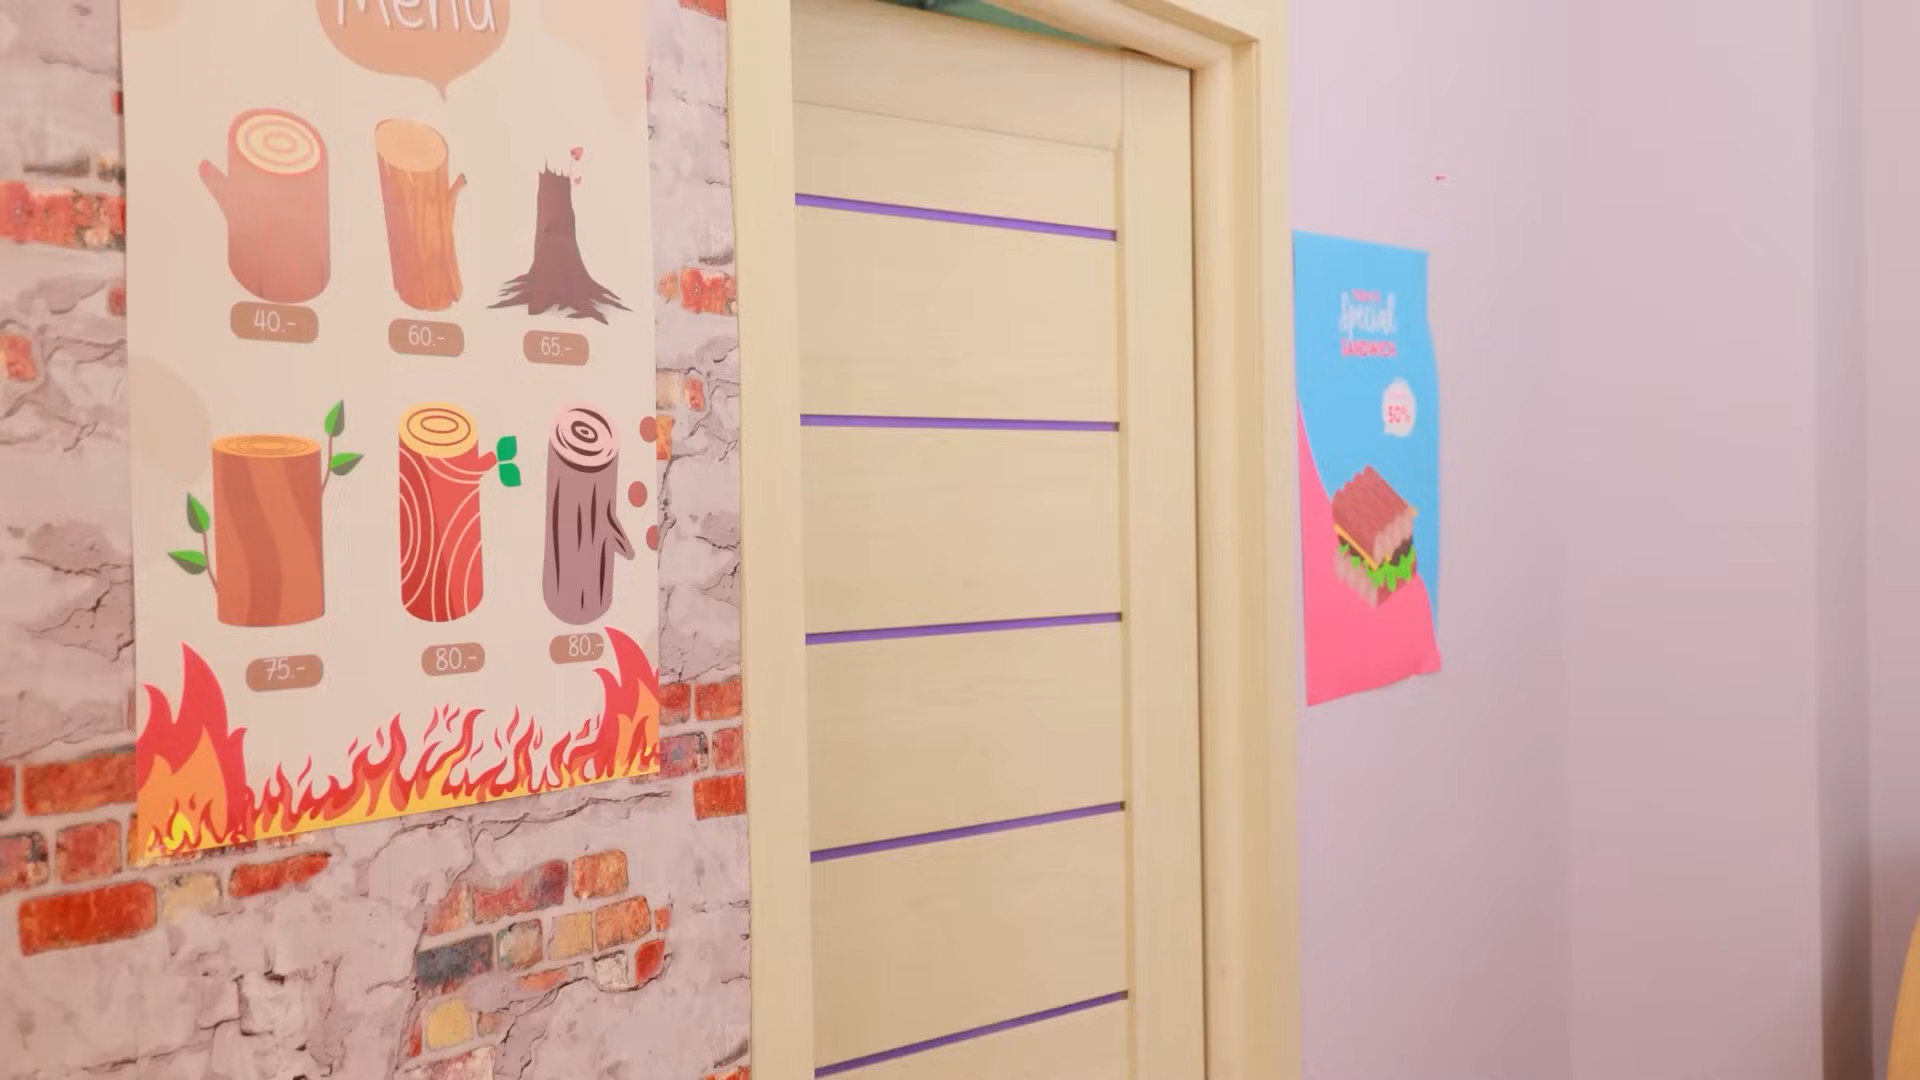 Menu
40.-
60.-
65.-
75.-
80.-
80.-
Special
SANDWICH
50%